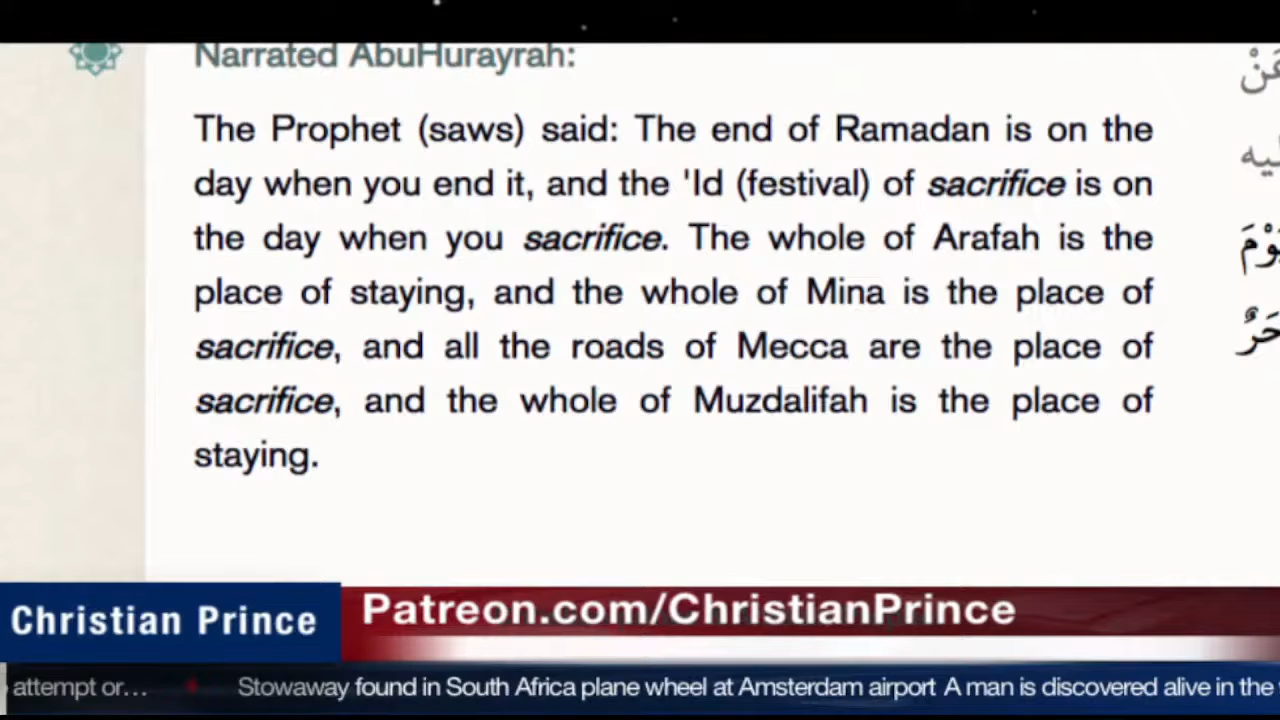 Narrated AbuHurayrah:
The Prophet (saws) said: The end of Ramadan is on the
day when you end it, and the 'Id (festival) of sacrifice is on
the day when you sacrifice. The whole of Arafah is the
place of staying, and the whole of Mina is the place of
sacrifice, and all the roads of Mecca are the place of
sacrifice, and the whole of Muzdalifah is the place of
staying.
Christian Prince
Patreon.com/ChristianPrince
attempt or... Stowaway found in South Africa plane wheel at Amsterdam airport A man is discovered alive in the